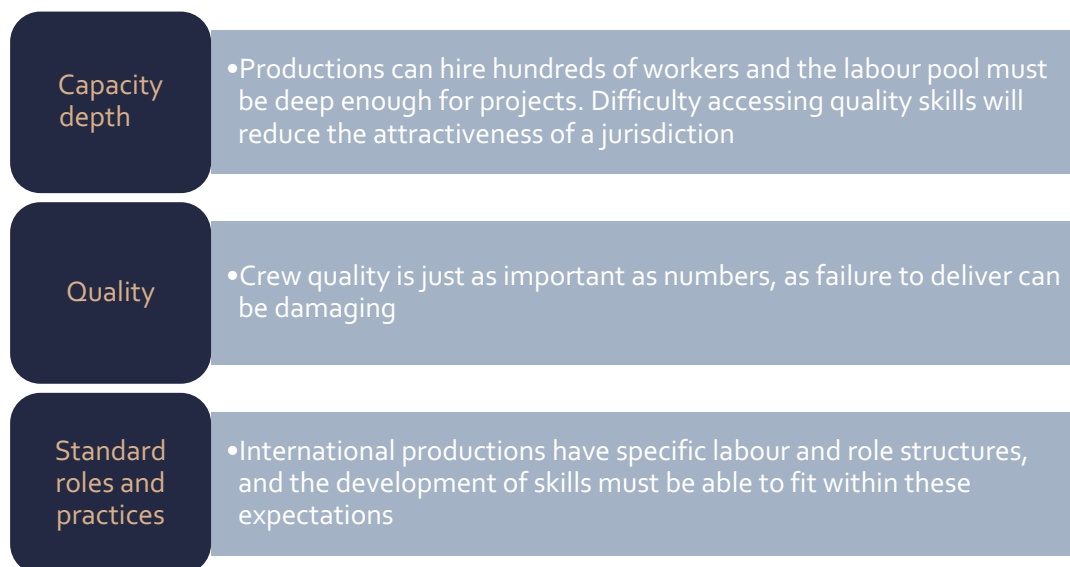 Capacity
depth
•Productions can hire hundreds of workers and the labour pool must
be deep enough for projects. Difficulty accessing quality skills will
reduce the attractiveness of a jurisdiction
Quality
•Crew quality is just as important as numbers, as failure to deliver can
be damaging
Standard
roles and
practices
•International productions have specific labour and role structures,
and the development of skills must be able to fit within these
expectations